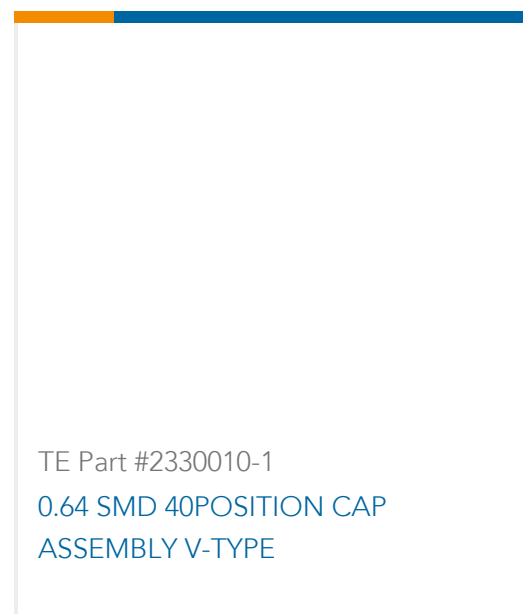 TE Part #2330010-1
0.64 SMD 40POSITION CAP
ASSEMBLY V-TYPE